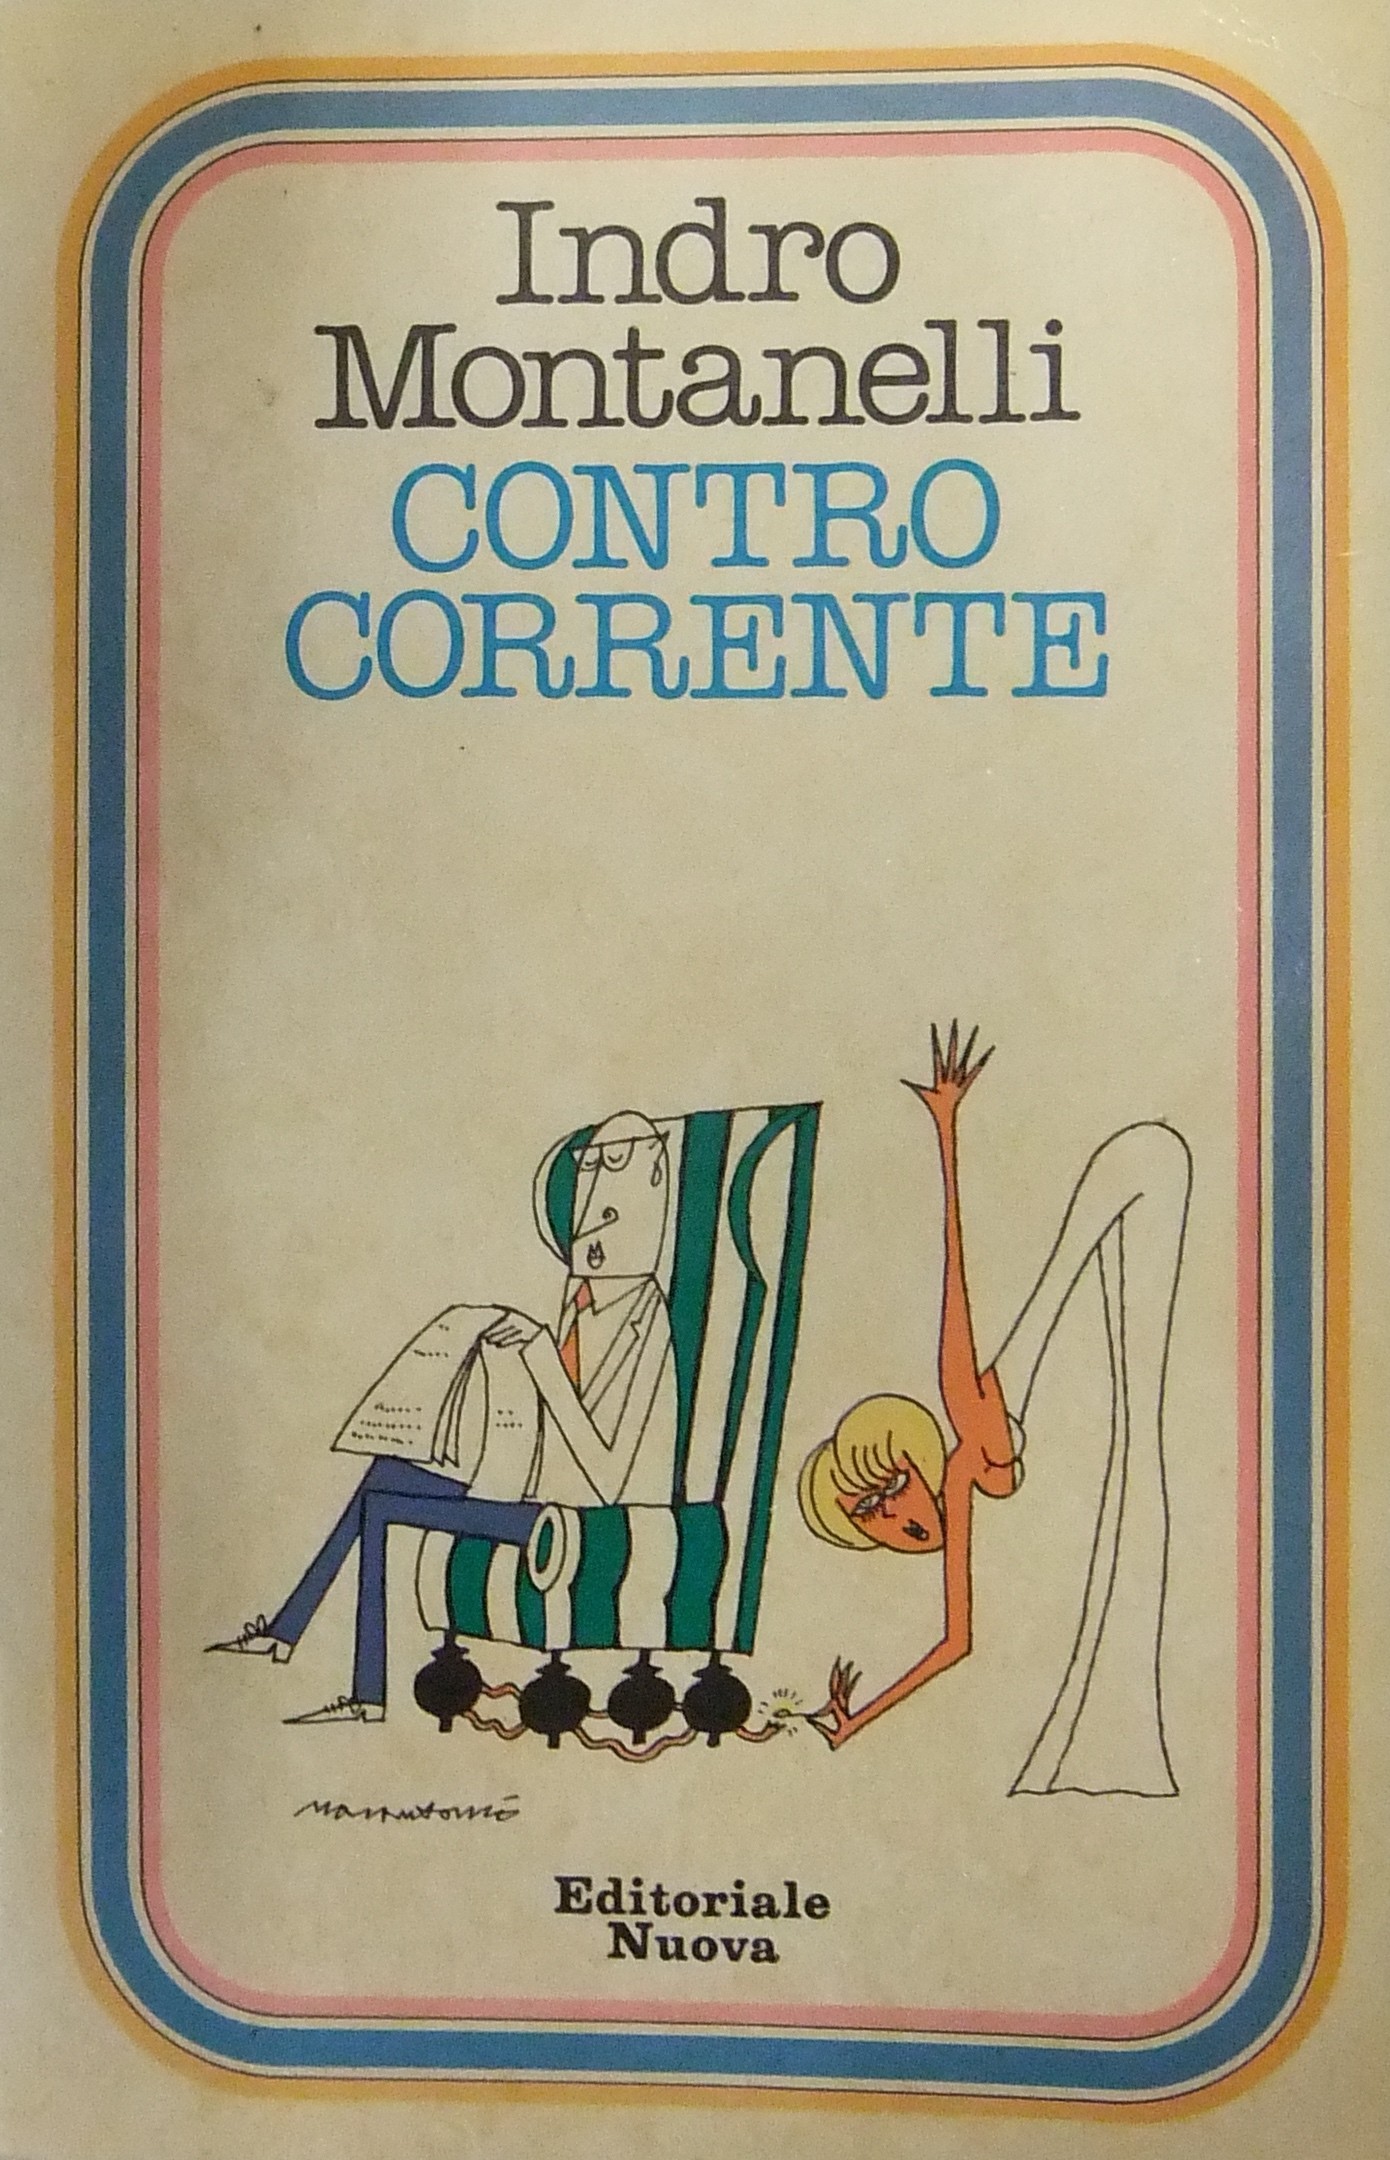 Indro
Montanelli
CONTRO
CORRENTE
Editoriale
Nuova